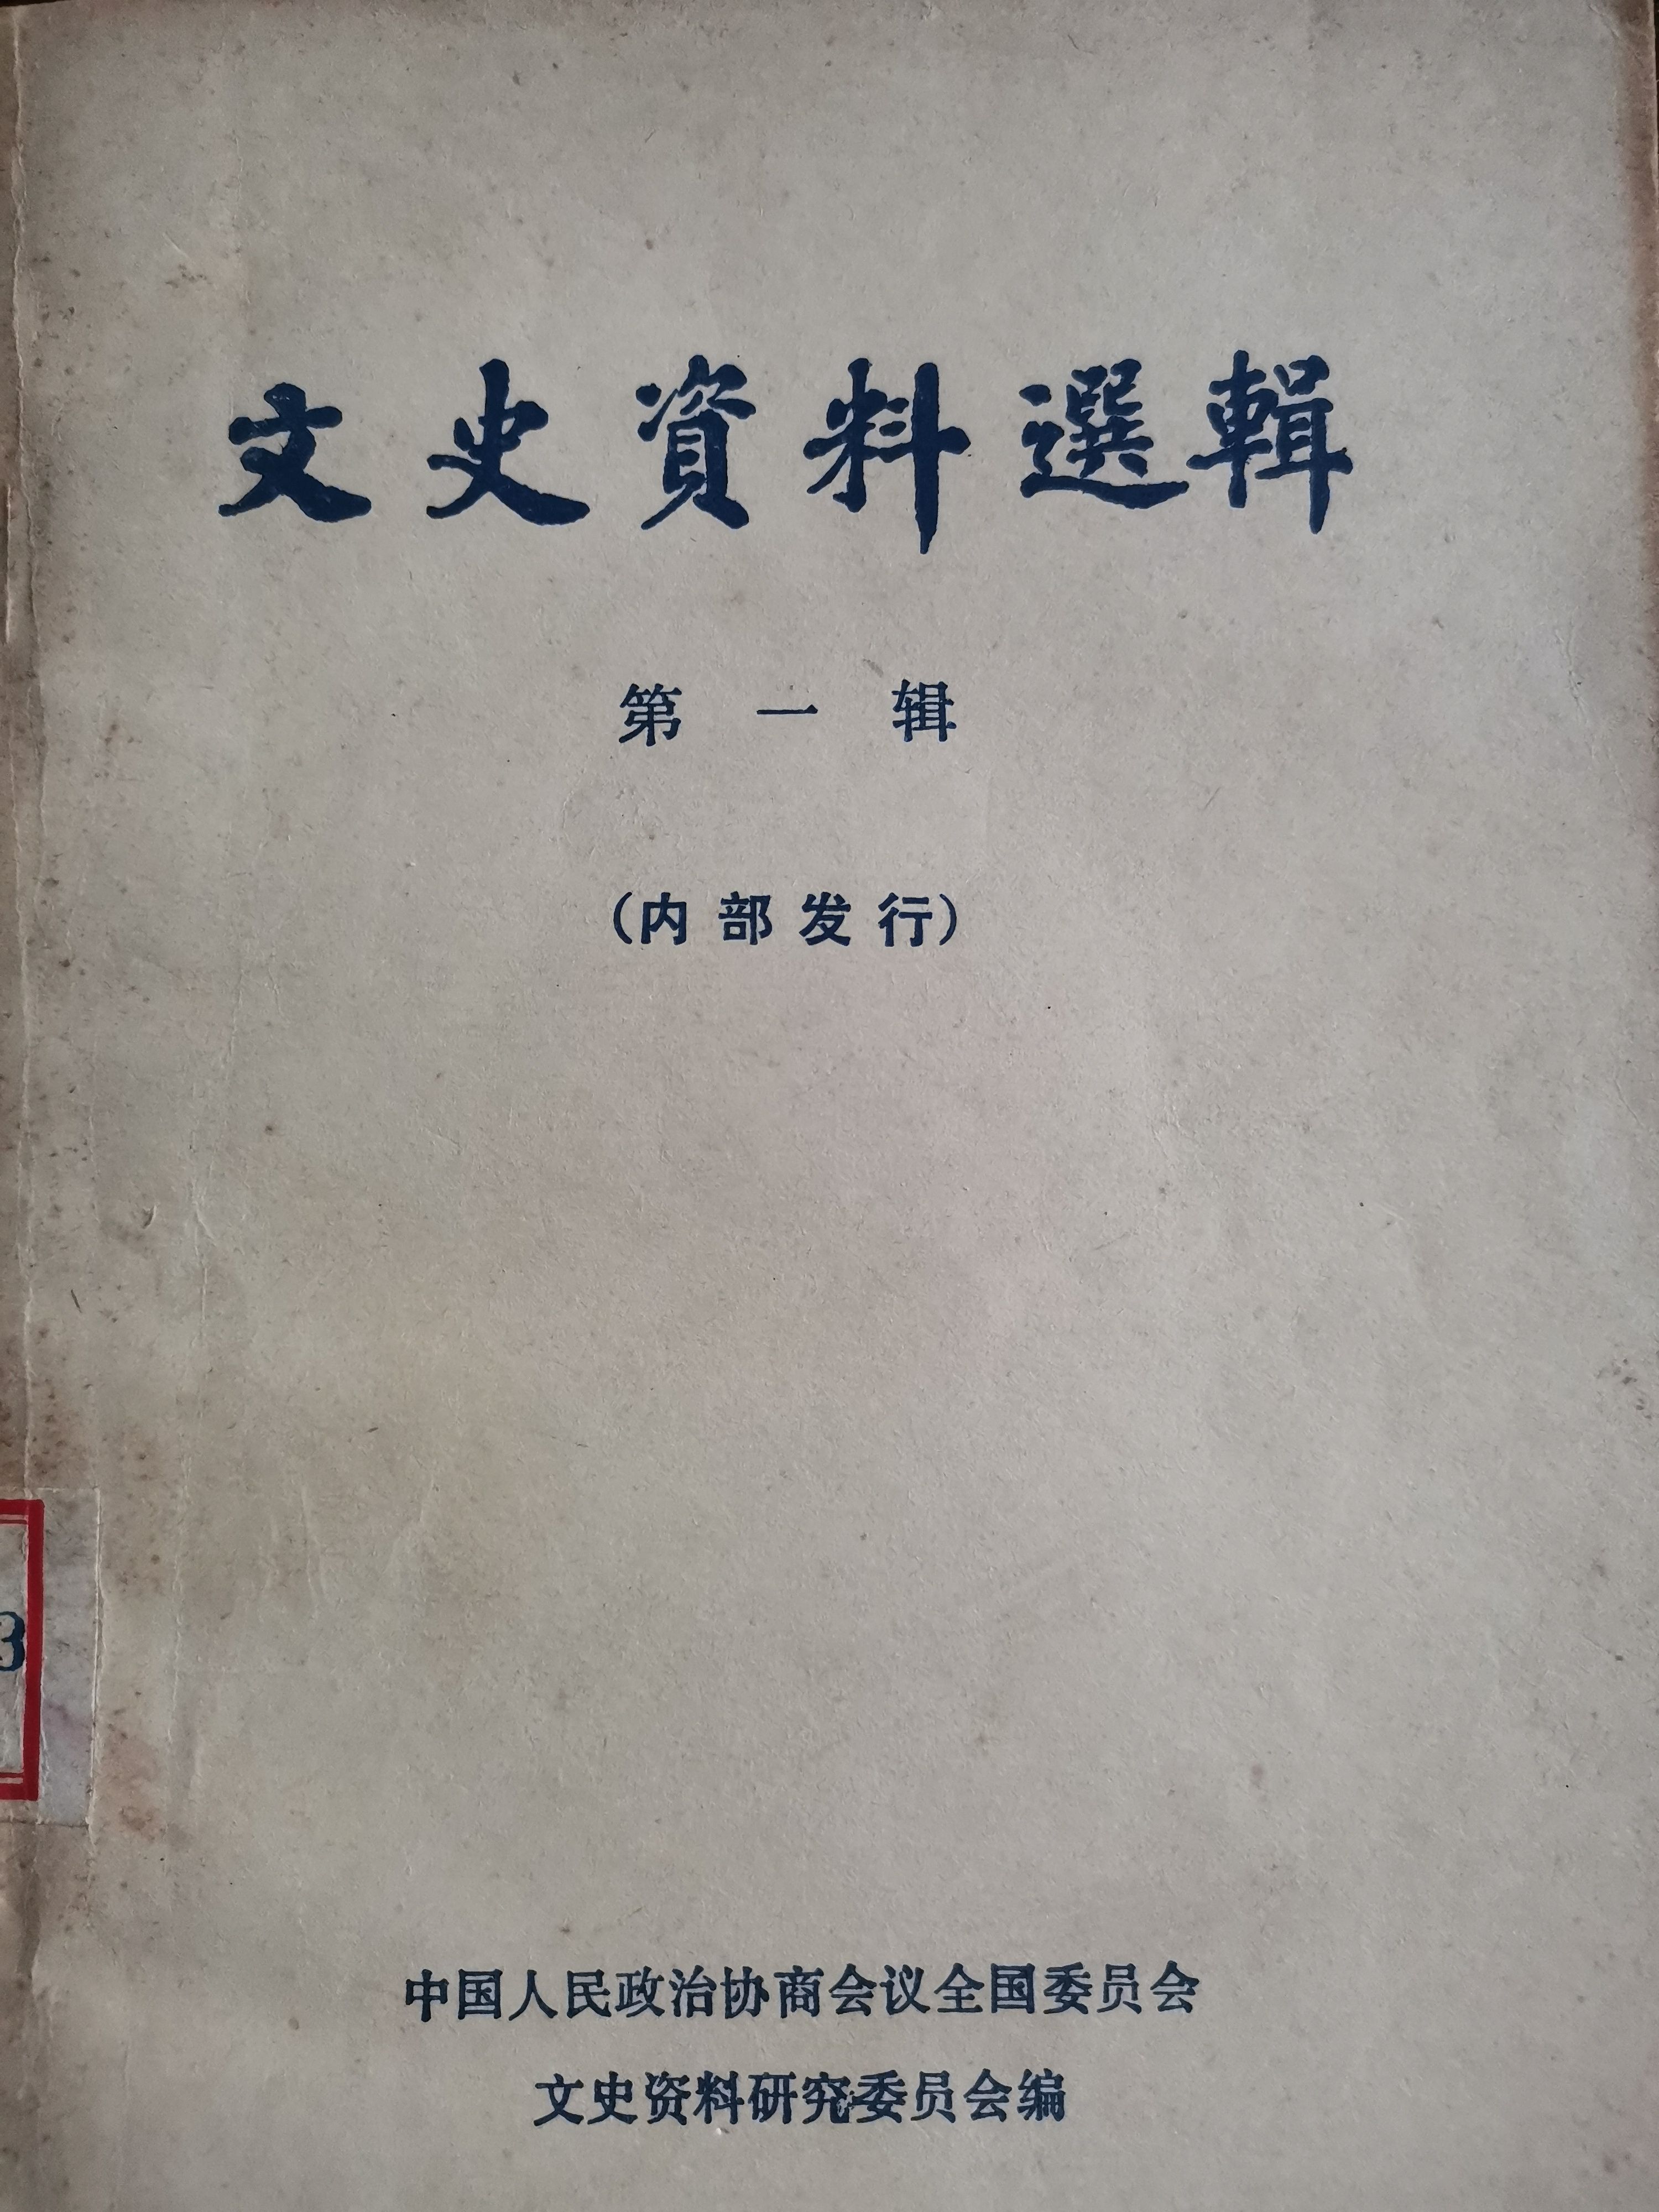 文史資料選輯
第一辑
（内部发行）
3
中国人民政治协商会议全国委员会
文史资料研究委员会编